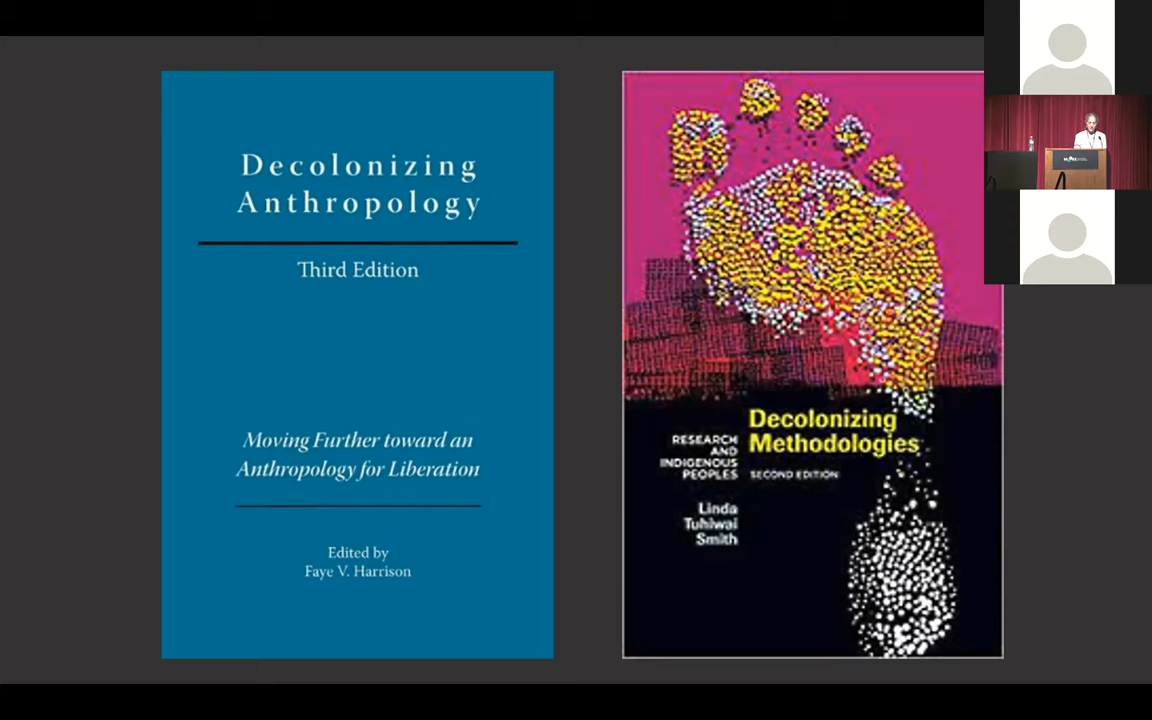 Decolonizing
Anthropology
Third Edition
Moving Further toward an
Anthropology for Liberation
Edited by
Faye V. Harrison
Decolonizing
Methodologies
RESEARCH
AND
INDIGENOUS
PEOPLES
SECOND EDITION
Linda
Tuhiwai
Smith